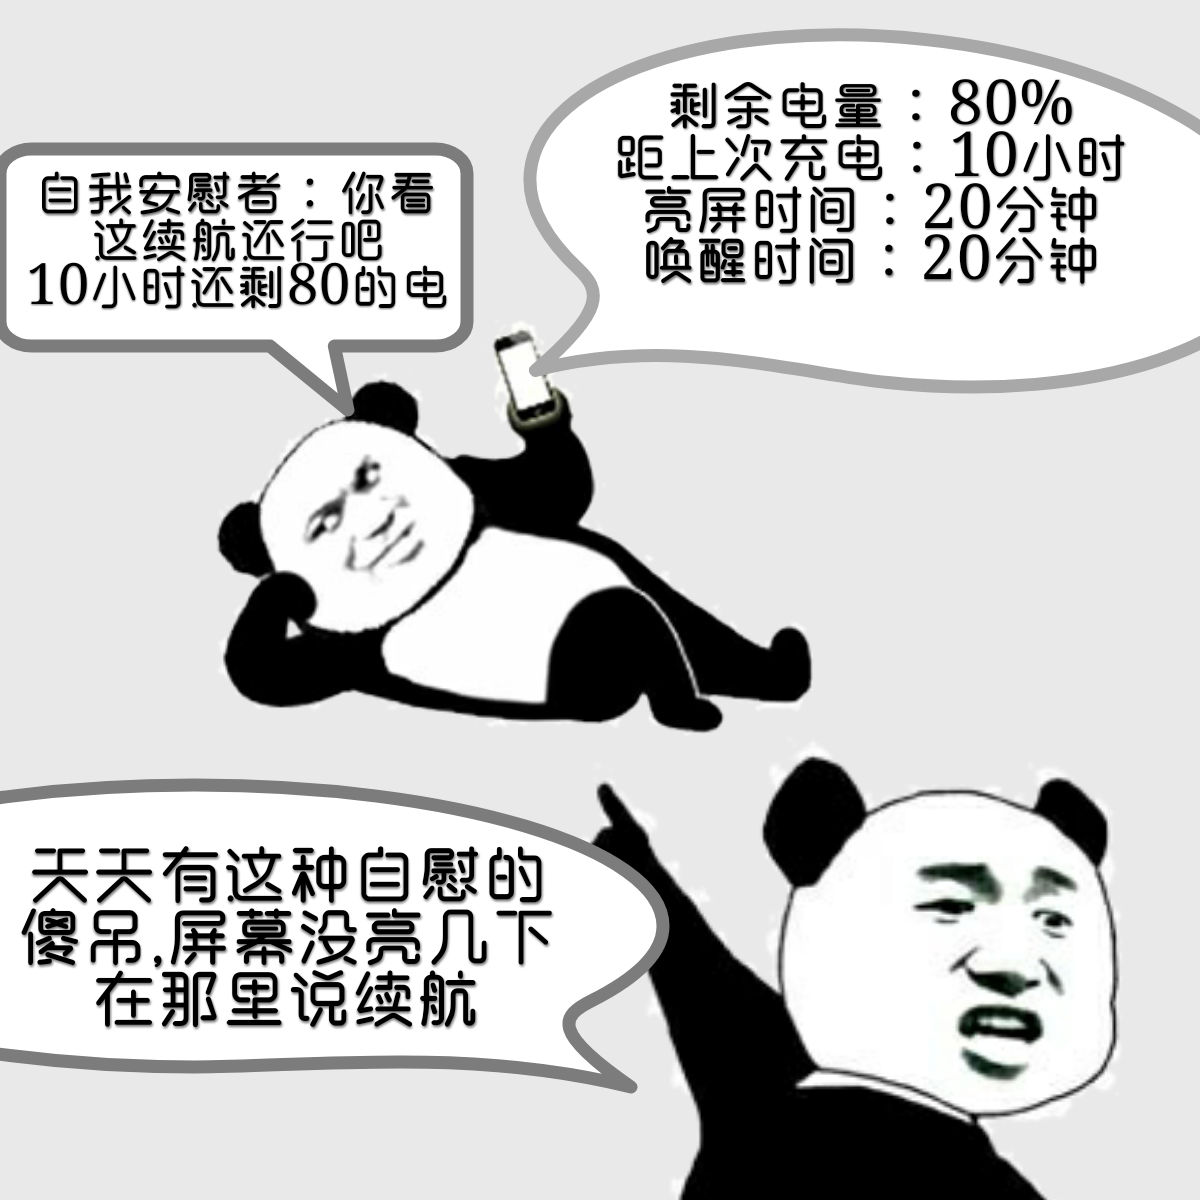 剩余电量：80%
距上次充电：10小时
亮屏时间：20分钟
唤醒时间：20分钟
自我安慰者：你看
这续航还行吧
10小时还剩80的电
天天有这种自慰的
傻吊,屏幕没亮几下
在那里说续航